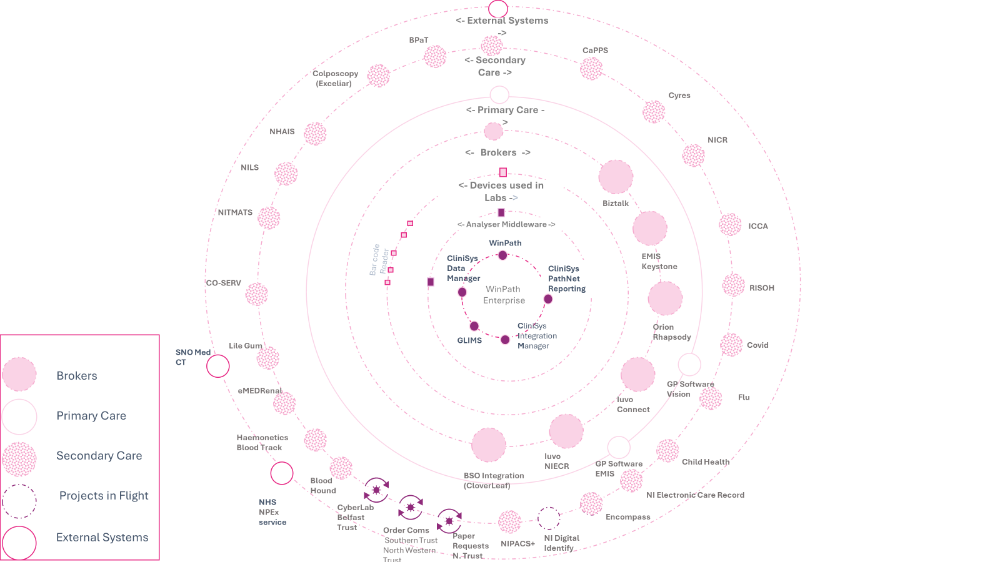 <- External Systems
->
BPaT
CaPPS
<- Secondary
Care ->
Colposcopy
(Exceliar)
Cyres
<- Primary Care -
>
NHAIS
NICR
<-  Brokers  ->
NILS
<- Devices used in
Labs ->
Biztalk
NITMATS
<- Analyser Middleware->
ICCA
WinPath
Bar code
Reader
CliniSys
Data
Manager
EMIS
Keystone
CliniSys
PathNet
Reporting
CO-SERV
WinPath
Enterprise
RISOH
Orion
Rhapsody
CliniSys
Integration
Manager
GLIMS
Lile Gum
Covid
SNO Med
CT
GP Software
Vision
eMEDRenal
Flu
Iuvo
Connect
Haemonetics
Blood Track
Iuvo
NIECR
GP Software
EMIS
Child Health
BSO Integration
(CloverLeaf)
Blood
Hound
NI Electronic Care Record
NHS
NPEx
service
CyberLab
Belfast
Trust
Encompass
Order Coms
Southern Trust
North Western
Trust
Paper
Requests
N. Trust
NIPACS+
NI Digital
Identify
Brokers
Primary Care
Secondary Care
Projects in Flight
External Systems